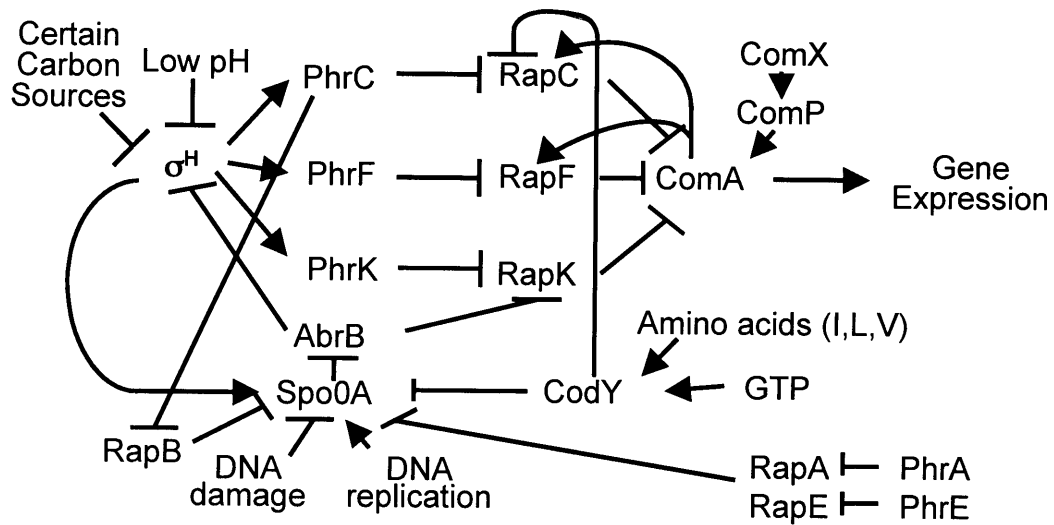 Certain
Carbon
Sources
Low pH
σH
PhrC
RapC
ComX
ComP
PhrF
RapF
ComA
Gene
Expression
PhrK
RapK
AbrB
Amino acids (I,L,V)
Spo0A
CodY
GTP
RapB
DNA
damage
DNA
replication
RapA
PhrA
RapE
PhrE